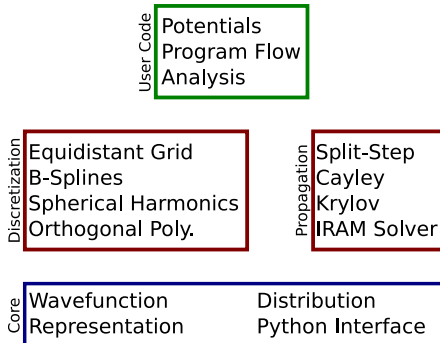 User Code
Potentials
Program Flow
Analysis
Discretization
Equidistant Grid
B-Splines
Spherical Harmonics
Orthogonal Poly.
Propagation
Split-Step
Cayley
Krylov
IRAM Solver
Core
Wavefunction Distribution
Representation Python Interface